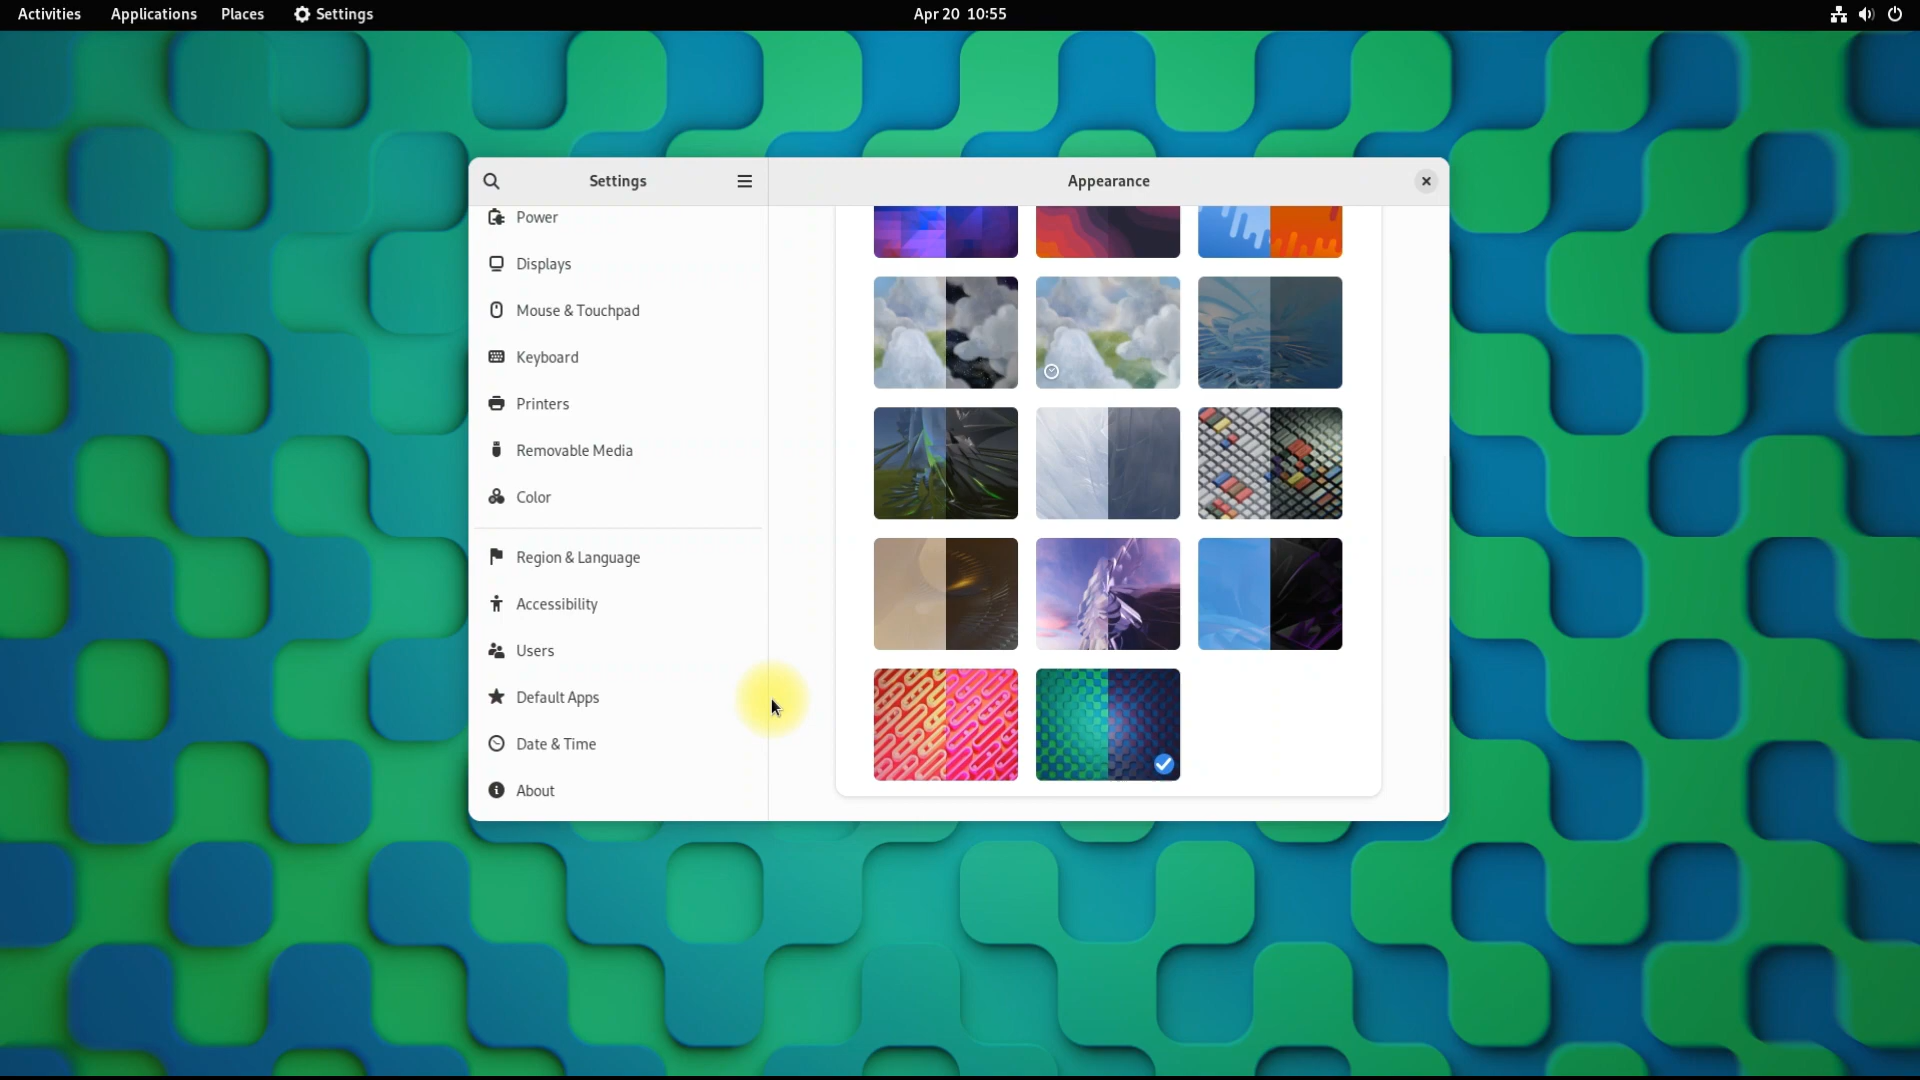 Activities
Applications
Places
Settings
Apr 20 10:55
Settings
Appearance
Power
Displays
Mouse & Touchpad
Keyboard
Printers
Removable Media
Color
Region & Language
Accessibility
Users
Default Apps
Date & Time
About